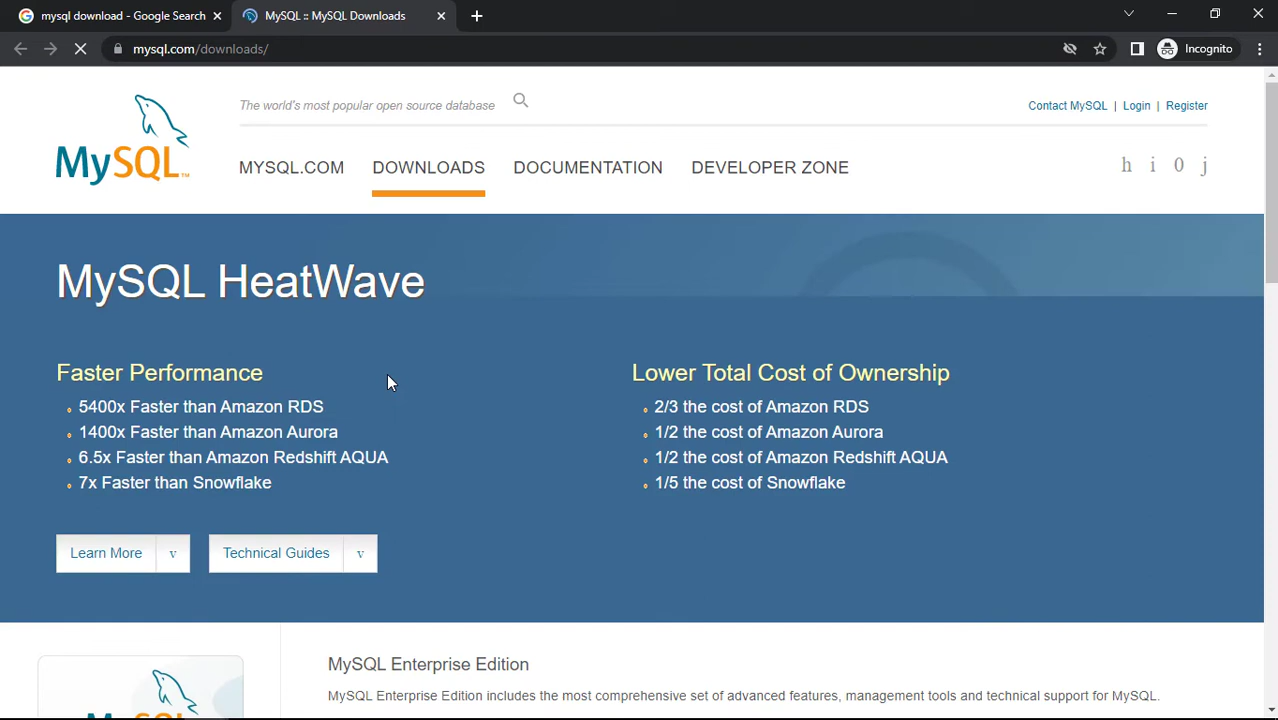 mysql download - Google Search
MySQL :: MySQL Downloads
mysql.com/downloads/
Incognito
MySQL™
The world's most popular open source database
Contact MySQL | Login | Register
MYSQL.COM DOWNLOADS DOCUMENTATION DEVELOPER ZONE
h i 0 j
MySQL HeatWave
Faster Performance
5400x Faster than Amazon RDS
1400x Faster than Amazon Aurora
6.5x Faster than Amazon Redshift AQUA
7x Faster than Snowflake
Lower Total Cost of Ownership
2/3 the cost of Amazon RDS
1/2 the cost of Amazon Aurora
1/2 the cost of Amazon Redshift AQUA
1/5 the cost of Snowflake
Learn More v
Technical Guides v
MySQL
MySQL Enterprise Edition
MySQL Enterprise Edition includes the most comprehensive set of advanced features, management tools and technical support for MySQL.